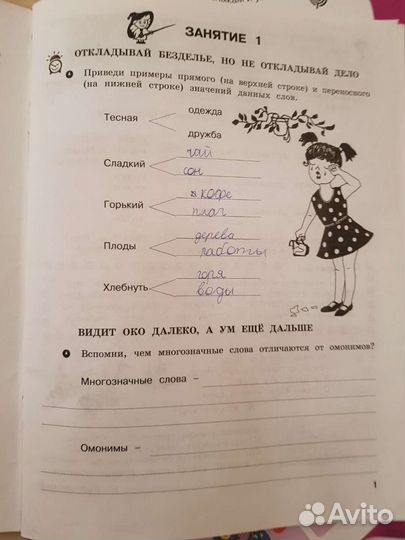 ЗАНЯТИЕ 1
ОТКЛАДЫВАЙ БЕЗДЕЛЬЕ, НО НЕ ОТКЛАДЫВАЙ ДЕЛО
Приведи примеры прямого (на верхней строке) и переносного
(на нижней строке) значений данных слов.
одежда
Тесная
дружба
чай
Сладкий
сон
кофе
Горький
плач
дерева
Плоды
работы
горя
Хлебнуть
воды
ВИДИТ ОКО ДАЛЕКО, А УМ ЕЩЁ ДАЛЬШЕ
Вспомни, чем многозначные слова отличаются от омонимов?
Многозначные слова –
Омонимы –
1
Avito